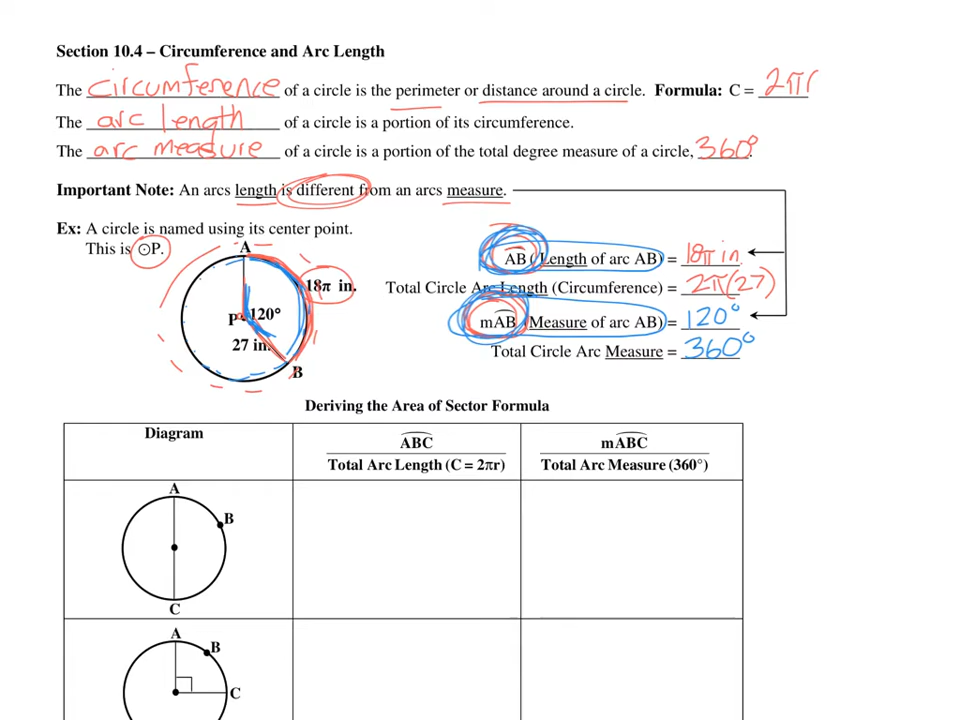 Section 10.4 – Circumference and Arc Length
The circumference of a circle is the perimeter or distance around a circle. Formula: C = 2πr
The arc length of a circle is a portion of its circumference.
The arc measure of a circle is a portion of the total degree measure of a circle, 360°.
Important Note: An arcs length is different from an arcs measure.
Ex: A circle is named using its center point.
This is ⊙P.
A
18π in.
P
120°
27 in.
B
AB (Length of arc AB) = 18π in.
Total Circle Arc Length (Circumference) = 2π(27)
mAB (Measure of arc AB) = 120°
Total Circle Arc Measure = 360°
Deriving the Area of Sector Formula
Diagram
ABC
Total Arc Length (C = 2πr)
mABC
Total Arc Measure (360°)
A
B
C
A
B
C